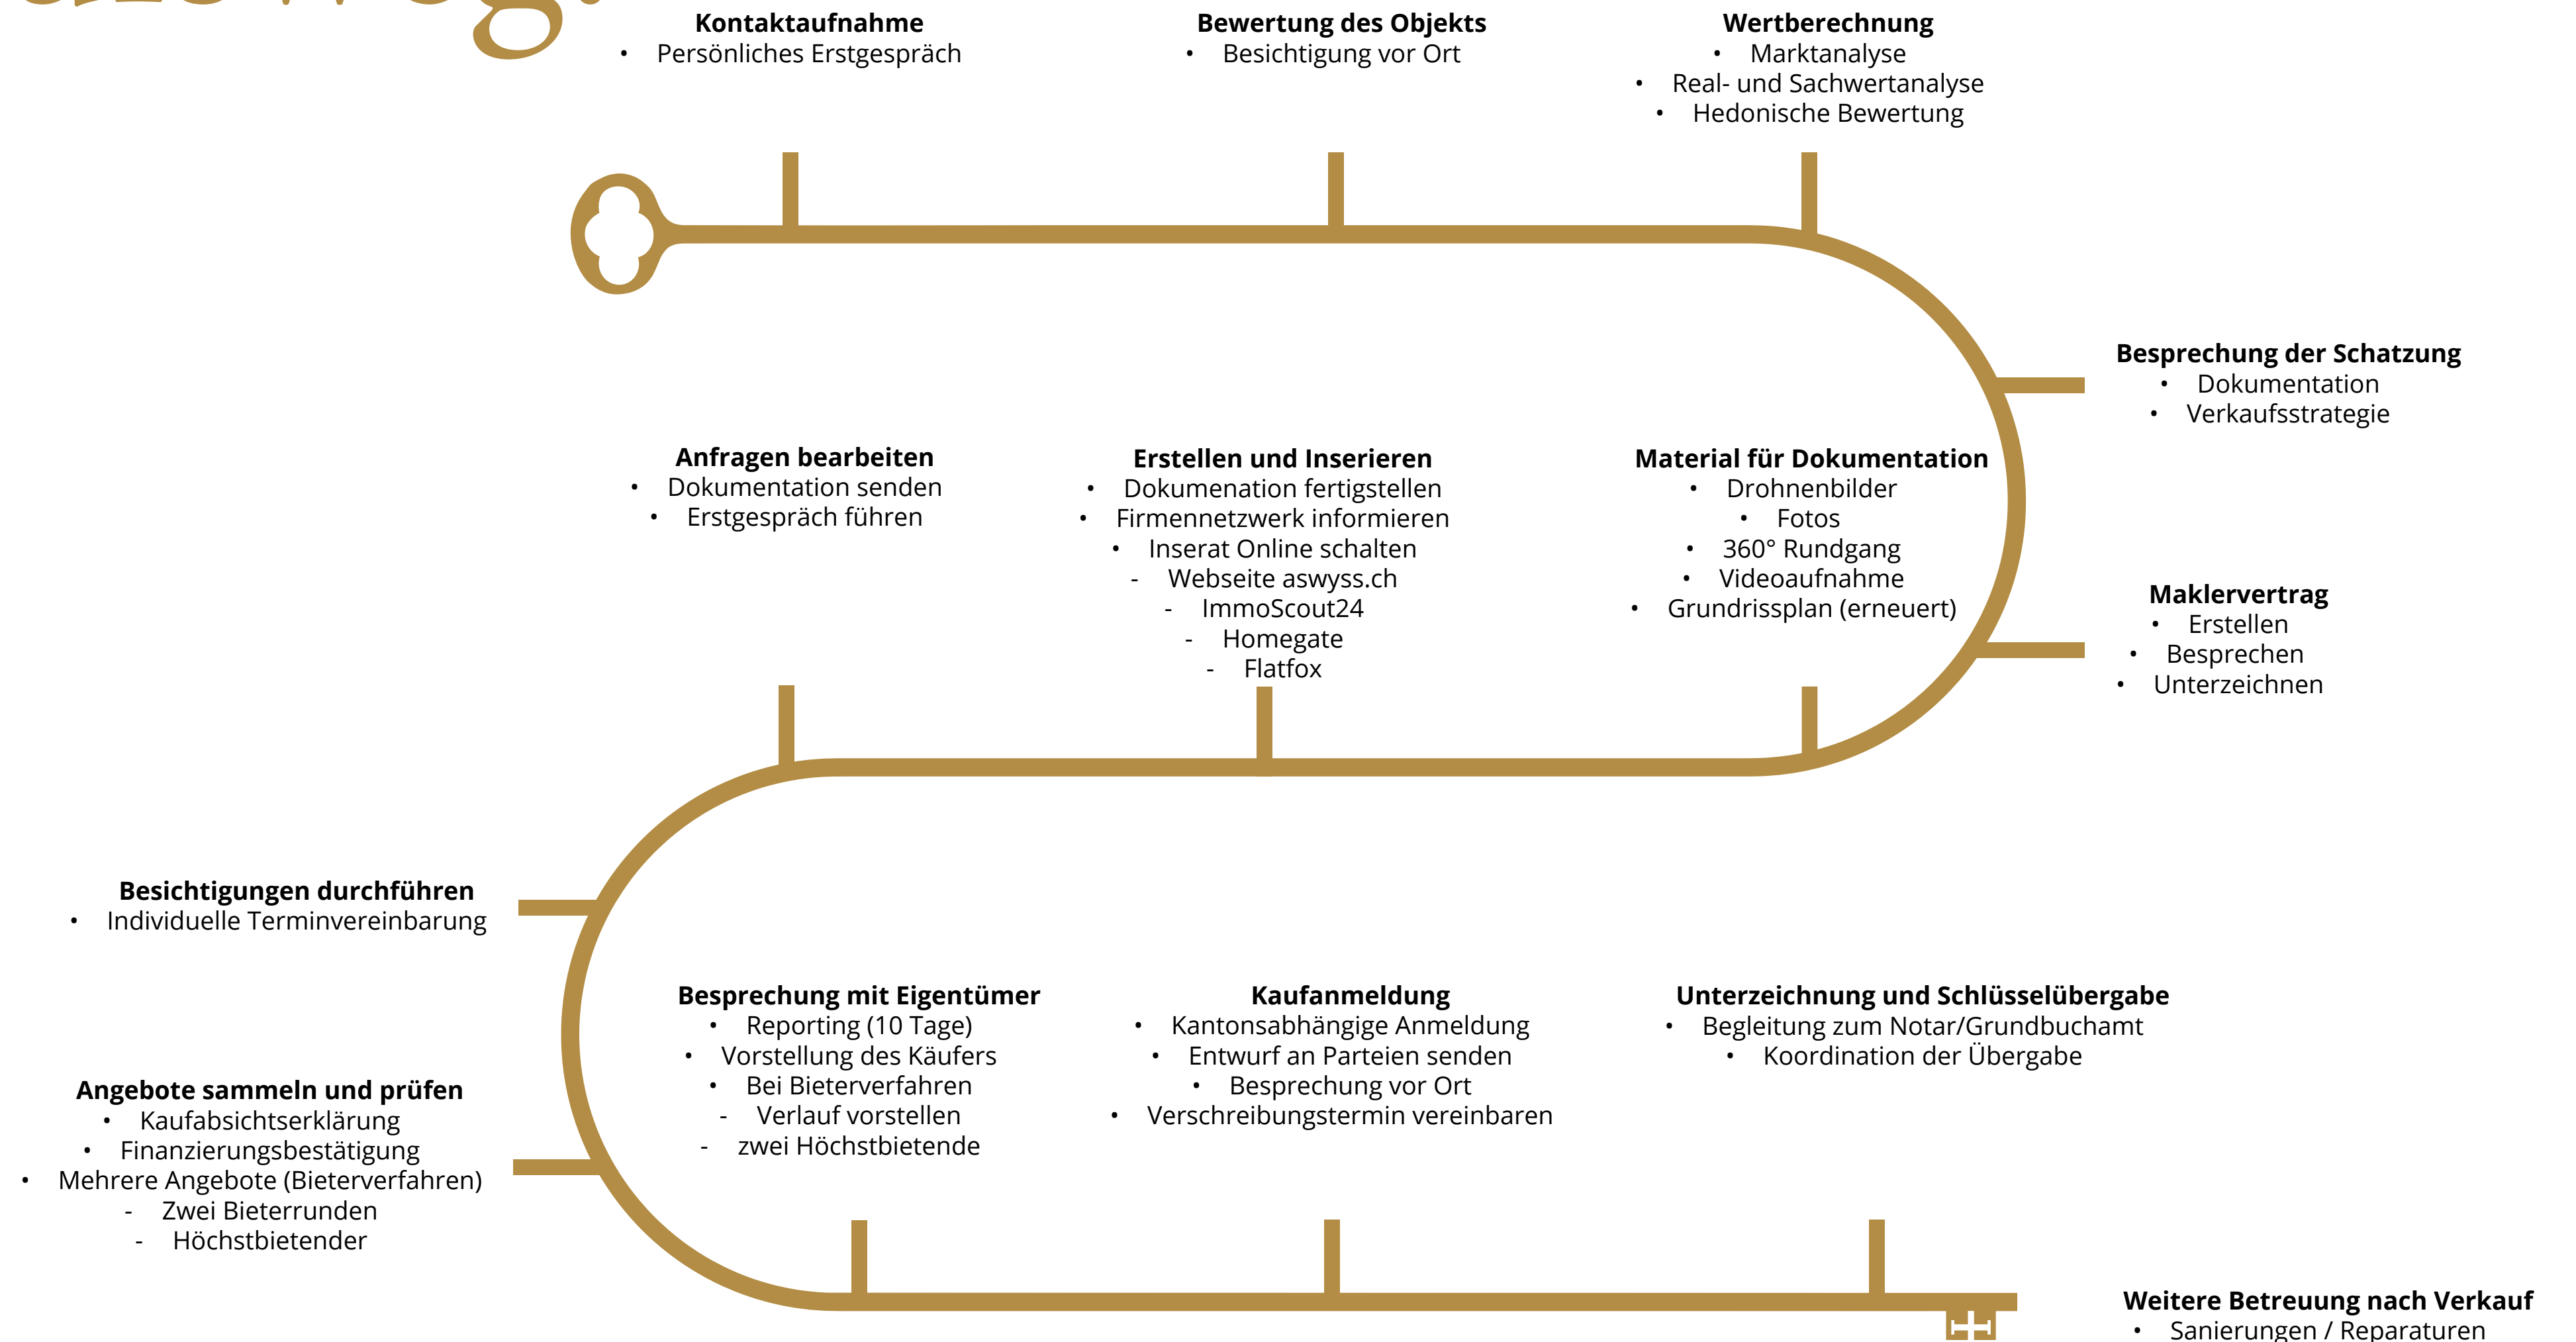 Kontaktaufnahme
• Persönliches Erstgespräch
Bewertung des Objekts
• Besichtigung vor Ort
Wertberechnung
• Marktanalyse
• Real- und Sachwertanalyse
• Hedonische Bewertung
Besprechung der Schatzung
• Dokumentation
• Verkaufsstrategie
Maklervertrag
• Erstellen
• Besprechen
• Unterzeichnen
Material für Dokumentation
• Drohnenbilder
• Fotos
• 360° Rundgang
• Videoaufnahme
• Grundrissplan (erneuert)
Erstellen und Inserieren
• Dokumenation fertigstellen
• Firmennetzwerk informieren
• Inserat Online schalten
- Webseite aswyss.ch
- ImmoScout24
- Homegate
- Flatfox
Anfragen bearbeiten
• Dokumentation senden
• Erstgespräch führen
Besichtigungen durchführen
• Individuelle Terminvereinbarung
Angebote sammeln und prüfen
• Kaufabsichtserklärung
• Finanzierungsbestätigung
• Mehrere Angebote (Bieterverfahren)
- Zwei Bieterrunden
- Höchstbietender
Besprechung mit Eigentümer
• Reporting (10 Tage)
• Vorstellung des Käufers
• Bei Bieterverfahren
- Verlauf vorstellen
- zwei Höchstbietende
Kaufanmeldung
• Kantonsabhängige Anmeldung
• Entwurf an Parteien senden
• Besprechung vor Ort
• Verschreibungstermin vereinbaren
Unterzeichnung und Schlüsselübergabe
• Begleitung zum Notar/Grundbuchamt
• Koordination der Übergabe
Weitere Betreuung nach Verkauf
• Sanierungen / Reparaturen